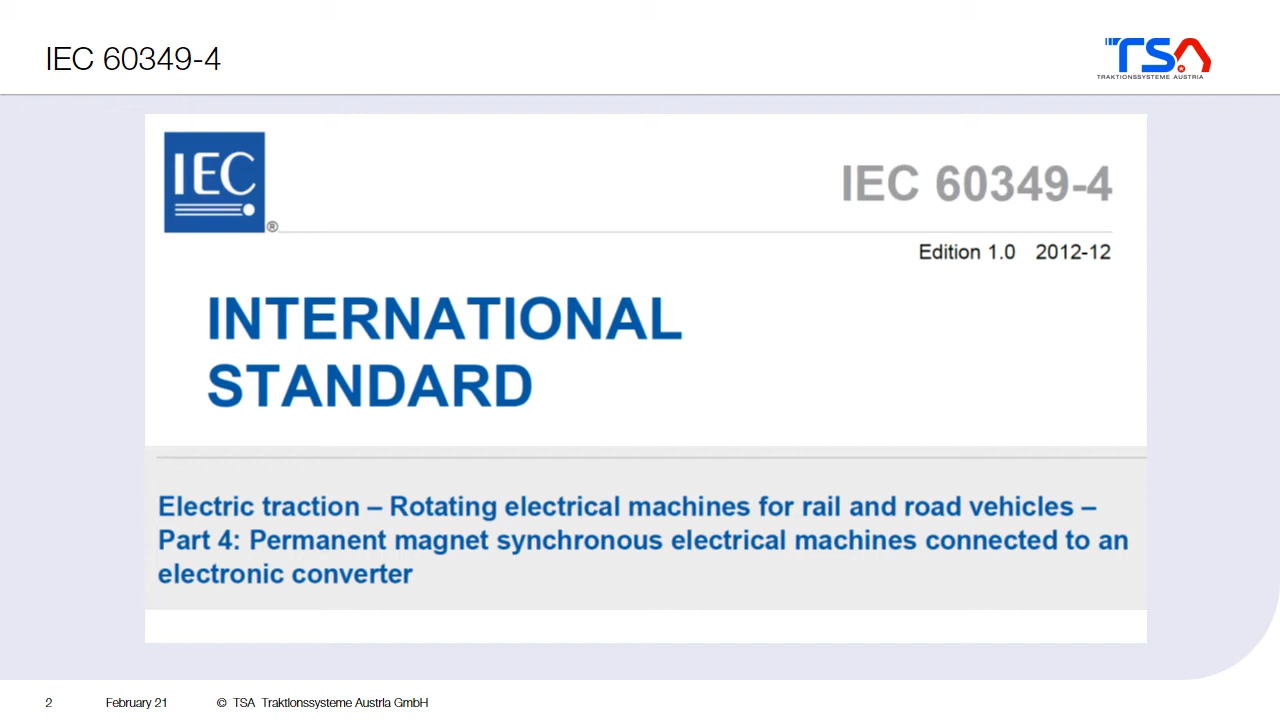 IEC 60349-4
TSA
TRAKTIONSSYSTEME AUSTRIA
IEC
®
IEC 60349-4
Edition 1.0 2012-12
INTERNATIONAL
STANDARD
Electric traction – Rotating electrical machines for rail and road vehicles –
Part 4: Permanent magnet synchronous electrical machines connected to an
electronic converter
2 February 21 © TSA Traktionssysteme Austria GmbH